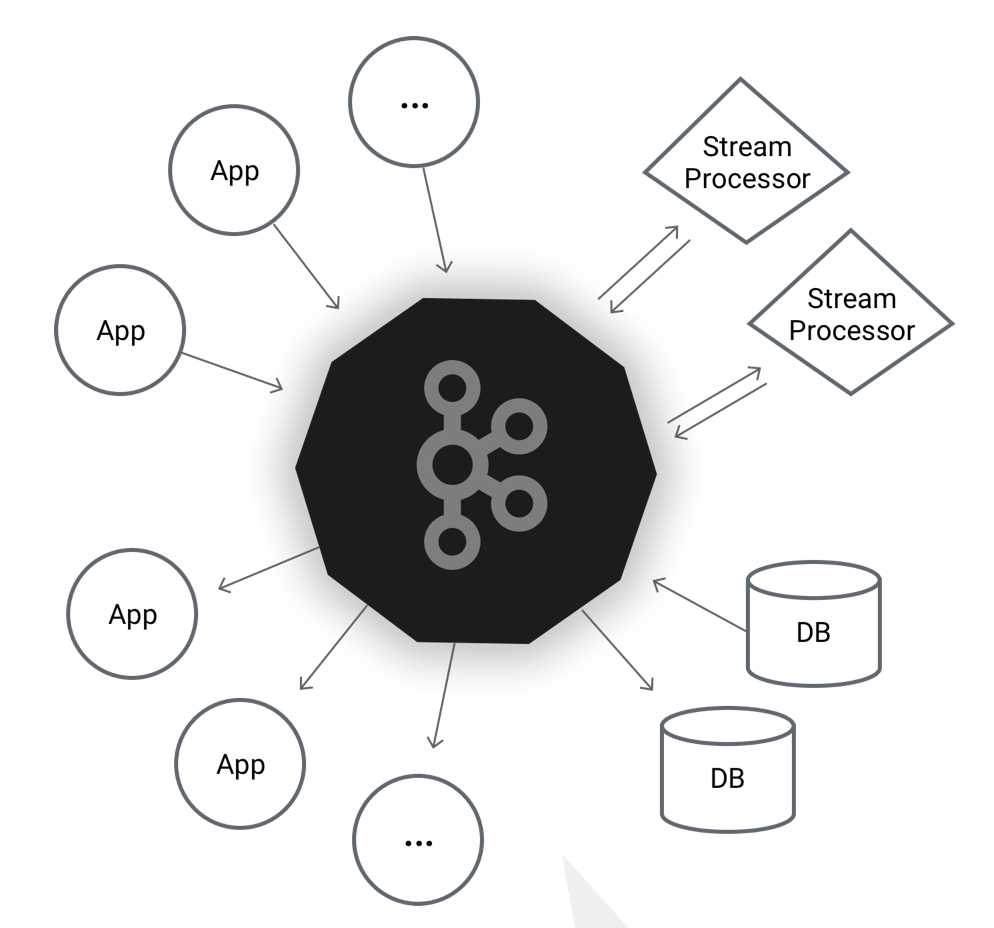 ...
App
App
Stream
Processor
Stream
Processor
App
App
...
DB
DB